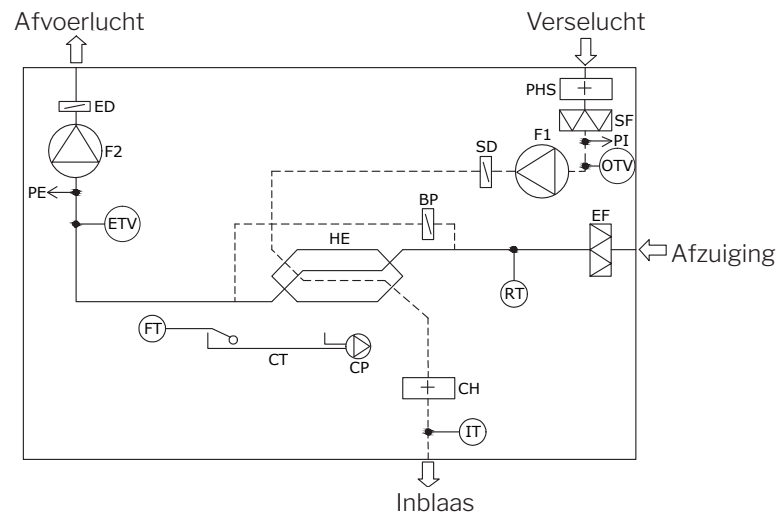 Afvoerlucht
Verselucht
PHS
ED
SF
F2
SD
F1
PI
OTV
PE
BP
EF
ETV
HE
Afzuiging
RT
FT
CT
CP
CH
IT
Inblaas